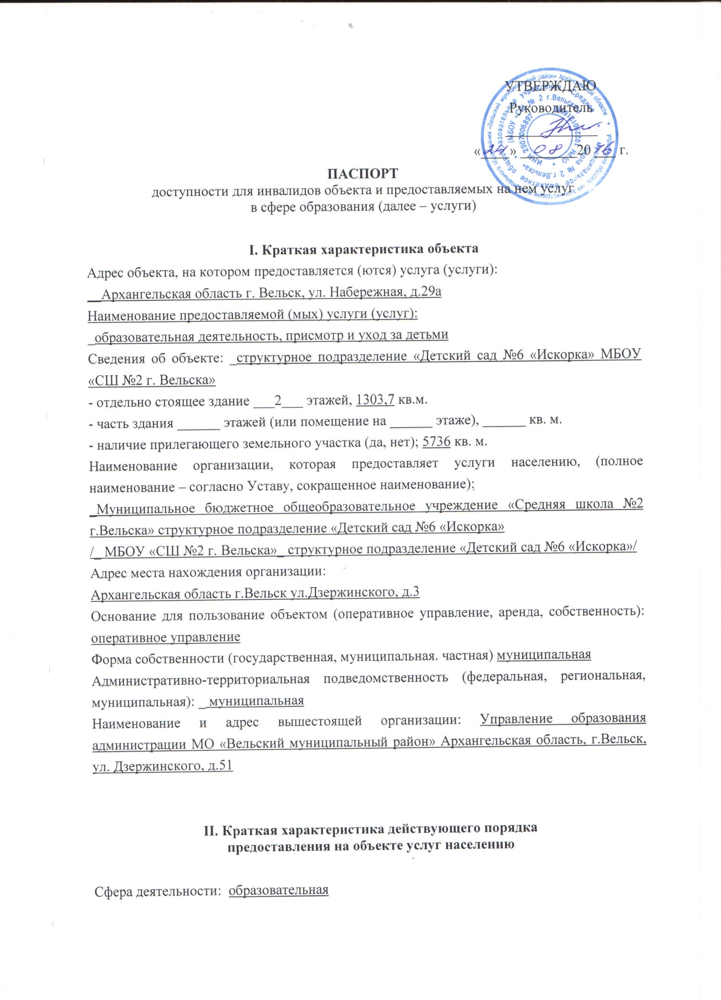 УТВЕРЖДАЮ
Руководитель
«24» 08 2016 г.
ПАСПОРТ
доступности для инвалидов объекта и предоставляемых на нем услуг
в сфере образования (далее – услуги)
I. Краткая характеристика объекта
Адрес объекта, на котором предоставляется (ются) услуга (услуги):
__Архангельская область г. Вельск, ул. Набережная, д.29а
Наименование предоставляемой (мых) услуги (услуг):
_образовательная деятельность, присмотр и уход за детьми
Сведения об объекте: _структурное подразделение «Детский сад №6 «Искорка» МБОУ
«СШ №2 г. Вельска»
- отдельно стоящее здание ___2___ этажей, 1303,7 кв.м.
- часть здания ______ этажей (или помещение на ______ этаже), ______ кв. м.
- наличие прилегающего земельного участка (да, нет); 5736 кв. м.
Наименование организации, которая предоставляет услуги населению, (полное
наименование – согласно Уставу, сокращенное наименование):
_Муниципальное бюджетное общеобразовательное учреждение «Средняя школа №2
г.Вельска» структурное подразделение «Детский сад №6 «Искорка»
/_ МБОУ «СШ №2 г. Вельска»_ структурное подразделение «Детский сад №6 «Искорка»/
Адрес места нахождения организации:
Архангельская область г.Вельск ул.Дзержинского, д.3
Основание для пользование объектом (оперативное управление, аренда, собственность):
оперативное управление
Форма собственности (государственная, муниципальная. частная) муниципальная
Административно-территориальная подведомственность (федеральная, региональная,
муниципальная): _ муниципальная
Наименование и адрес вышестоящей организации: Управление образования
администрации МО «Вельский муниципальный район» Архангельская область, г.Вельск,
ул. Дзержинского, д.51
II. Краткая характеристика действующего порядка
предоставления на объекте услуг населению
Сфера деятельности: образовательная